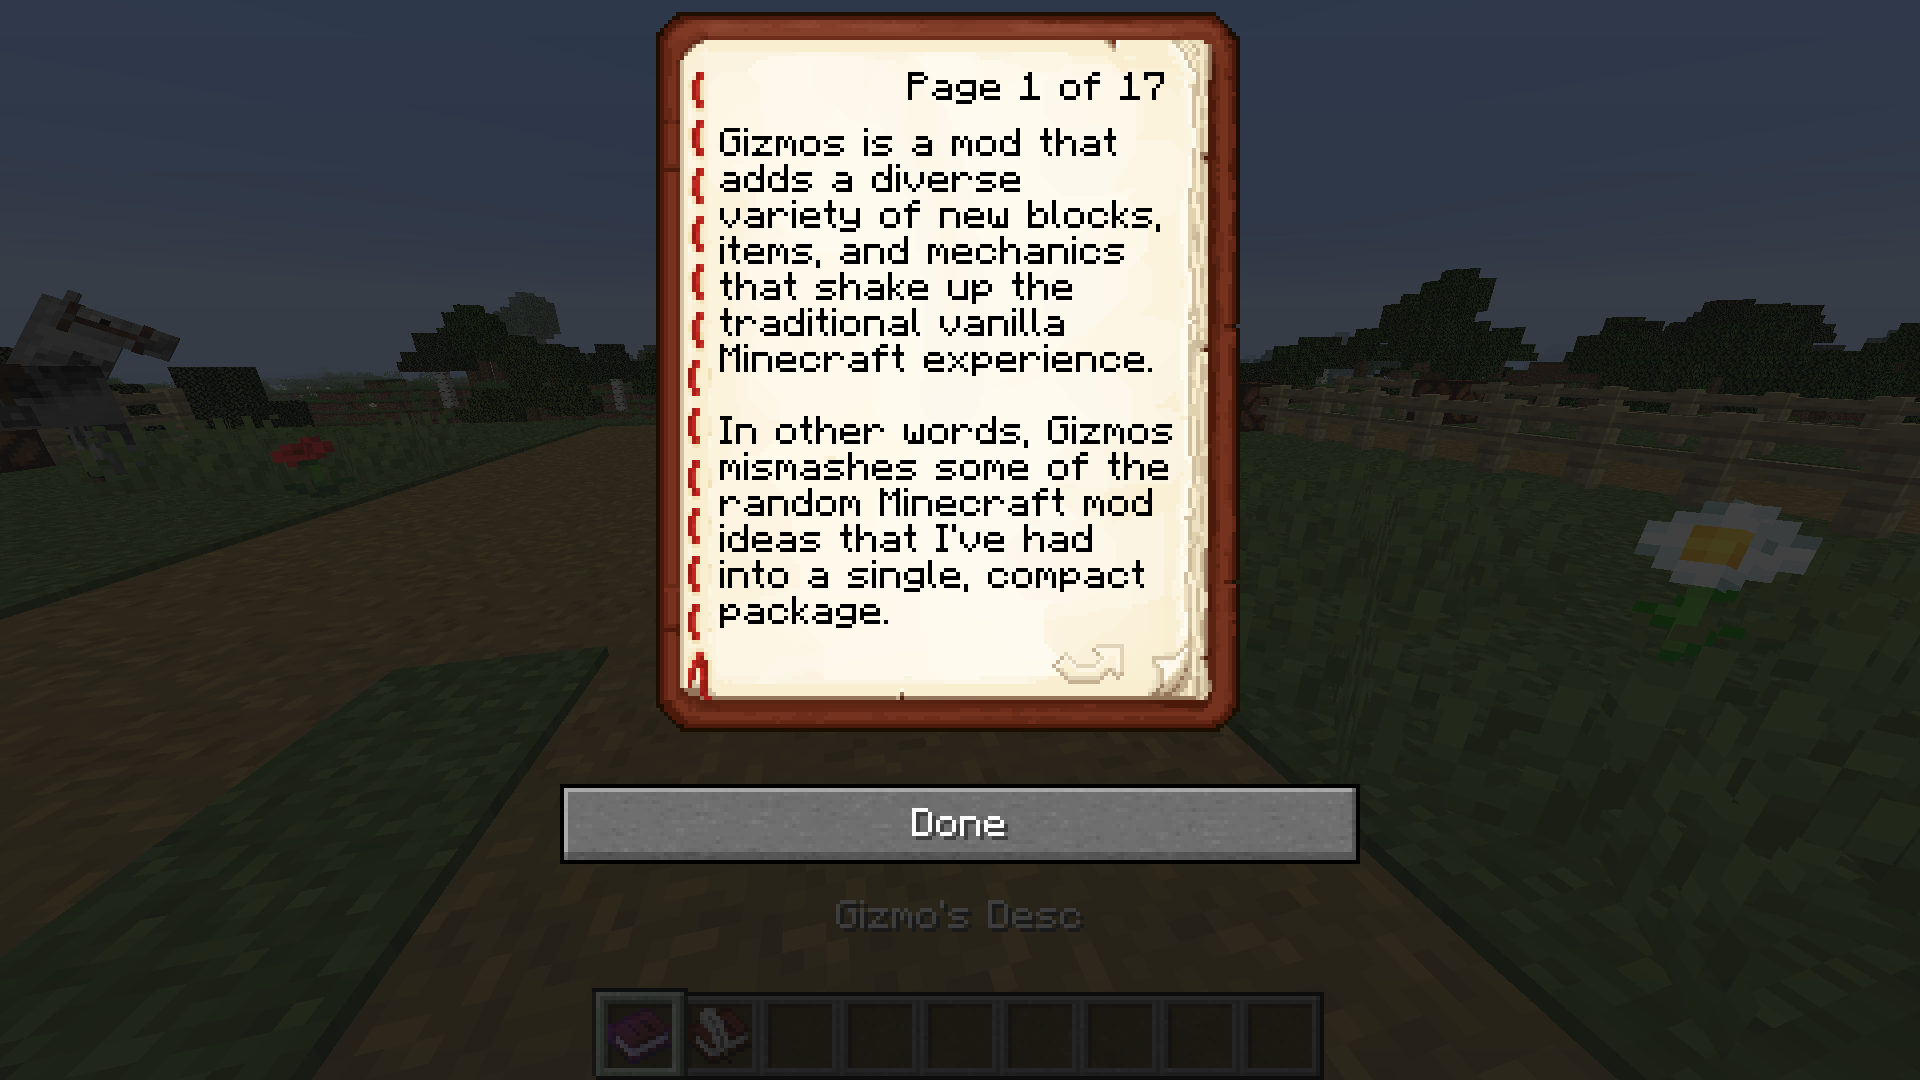 Page 1 of 17
Gizmos is a mod that
adds a diverse
variety of new blocks,
items, and mechanics
that shake up the
traditional vanilla
Minecraft experience.
In other words, Gizmos
mismashes some of the
random Minecraft mod
ideas that I've had
into a single, compact
package.
Done
Gizmo's Desc